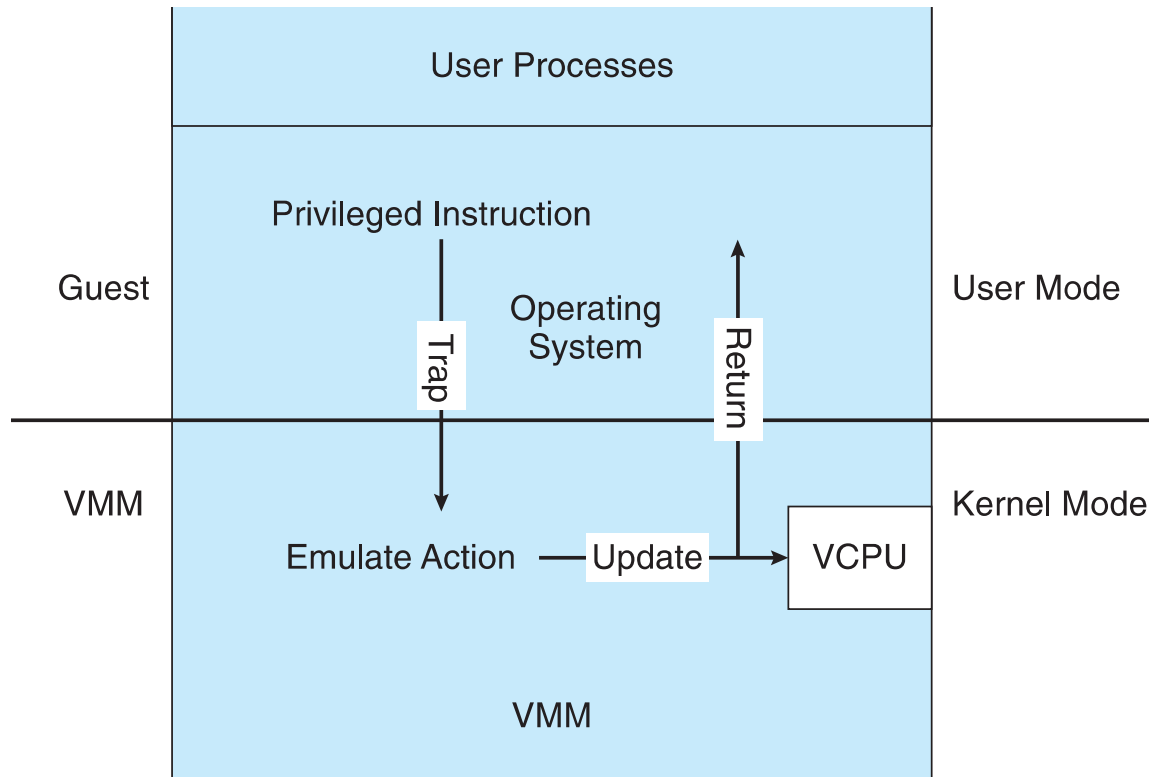 User Processes
Privileged Instruction
Guest
User Mode
Operating
System
Trap
Return
VMM
Kernel Mode
Emulate Action
Update
VCPU
VMM